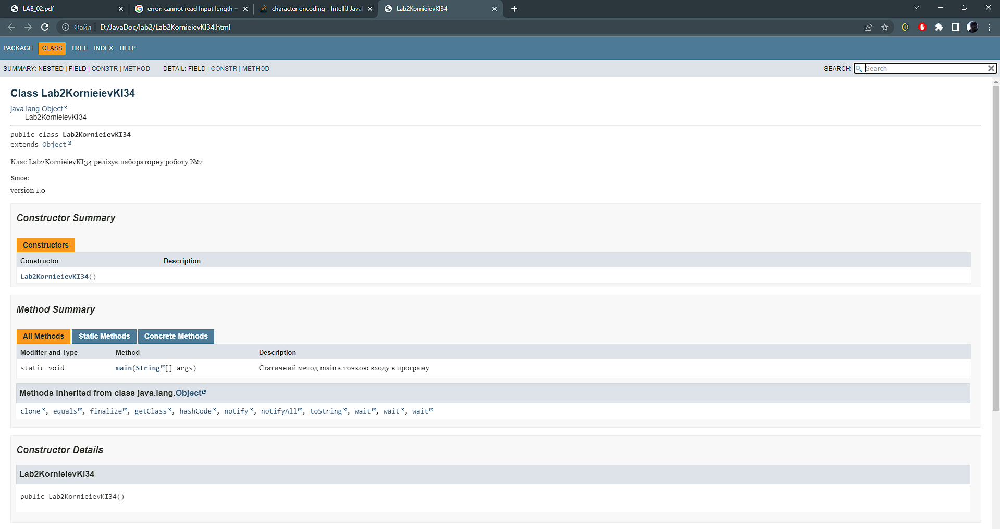 LAB_02.pdf
error: cannot read Input length =
character encoding - IntelliJ Java
Lab2KornieievKI34
Файл
D:/JavaDoc/lab2/Lab2KornieievKI34.html
PACKAGE CLASS TREE INDEX HELP
SUMMARY: NESTED | FIELD | CONSTR | METHOD DETAIL: FIELD | CONSTR | METHOD SEARCH: Search
Class Lab2KornieievKI34
java.lang.Object
Lab2KornieievKI34
public class Lab2KornieievKI34
extends Object
Клас Lab2KornieievKI34 релізує лабораторну роботу №2
Since:
version 1.0
Constructor Summary
Constructors
Constructor Description
Lab2KornieievKI34()
Method Summary
All Methods Static Methods Concrete Methods
Modifier and Type Method Description
static void main(String[] args) Статичний метод main є точкою входу в програму
Methods inherited from class java.lang.Object
clone, equals, finalize, getClass, hashCode, notify, notifyAll, toString, wait, wait, wait
Constructor Details
Lab2KornieievKI34
public Lab2KornieievKI34()